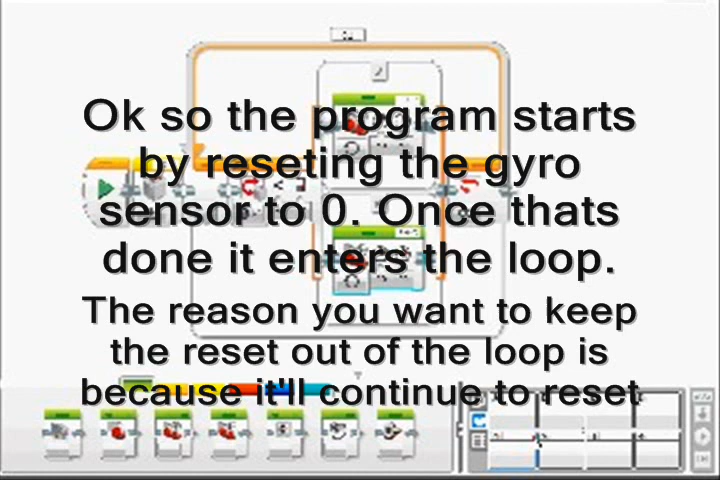 Ok so the program starts
by reseting the gyro
sensor to 0. Once thats
done it enters the loop.
The reason you want to keep
the reset out of the loop is
because it'll continue to reset